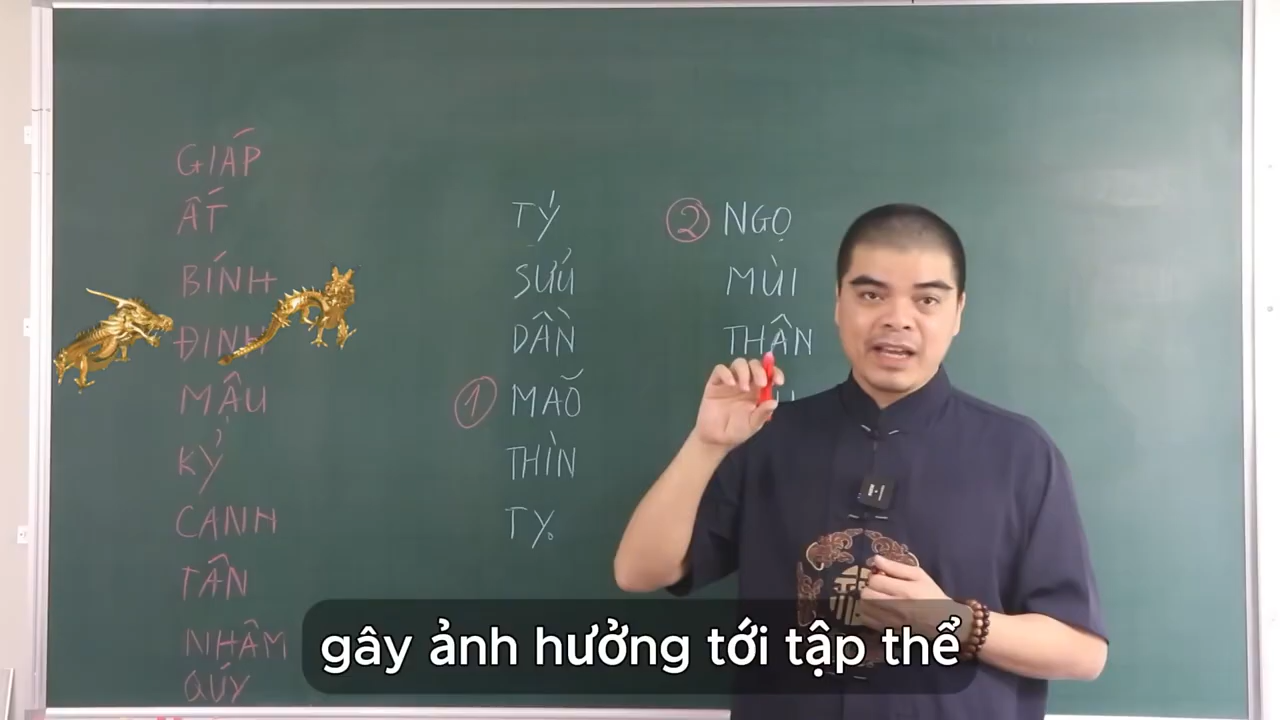 GIÁP
ẤT
BÍNH
ĐINH
MẬU
KỶ
CANH
TÂN
NHÂM
QÚY
TÝ
SỬU
DẦN
① MÃO
THÌN
TỴ
② NGỌ
MÙI
THÂN
gây ảnh hưởng tới tập thể